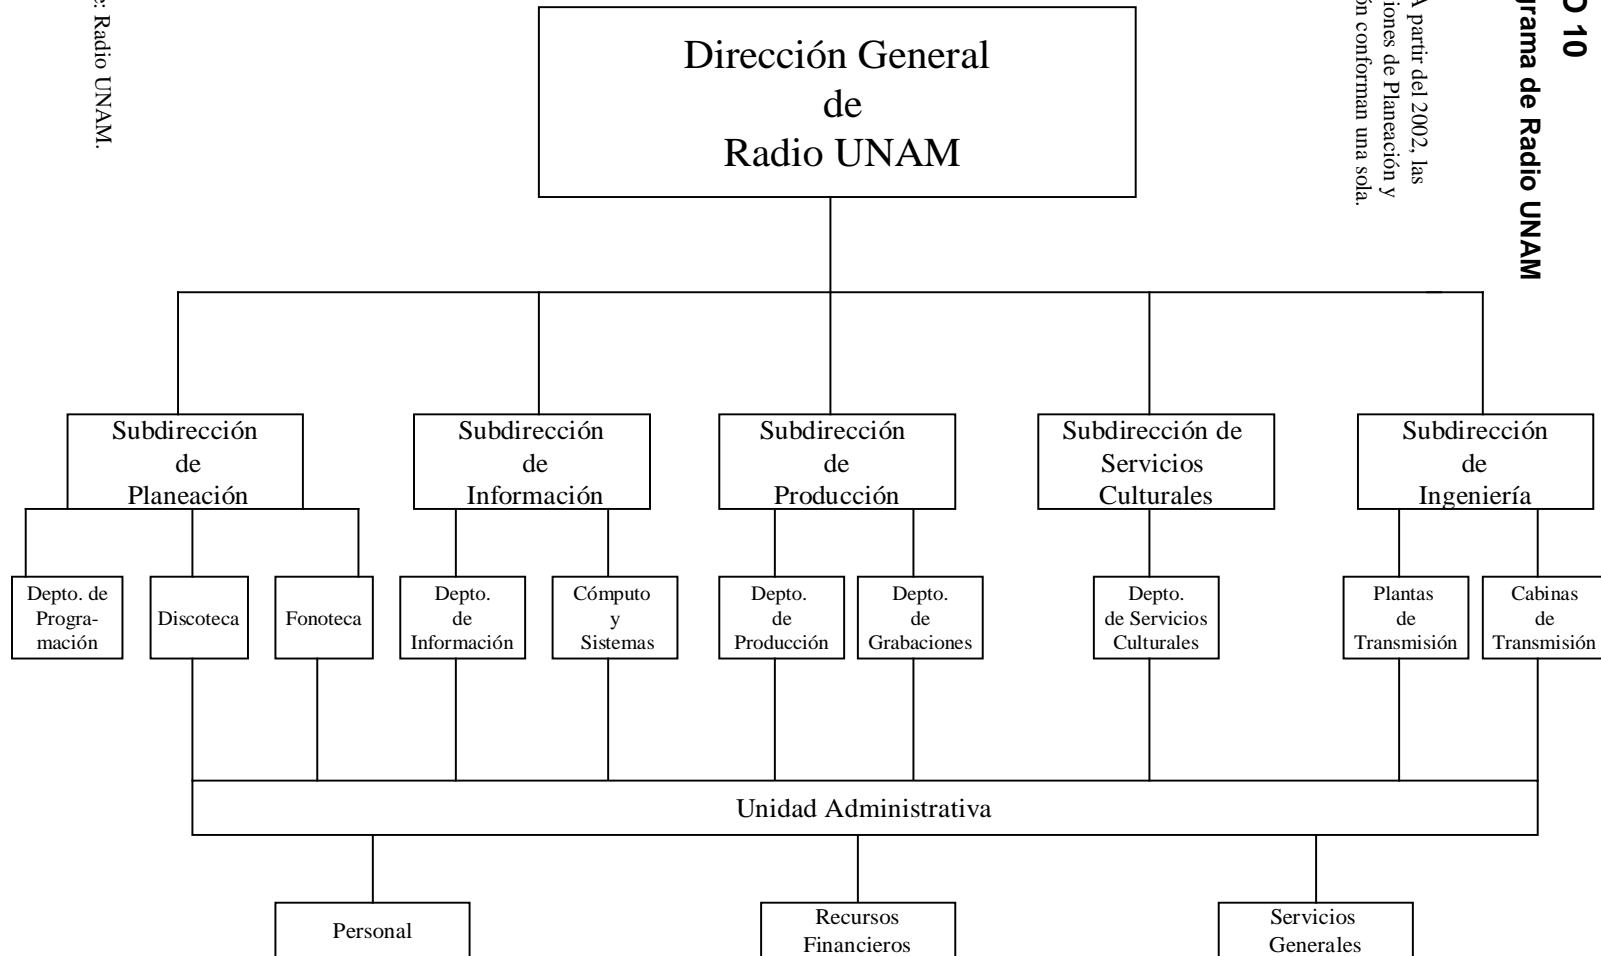 O 10
grama de Radio UNAM
A partir del 2002, las
iones de Planeación y
ón conforman una sola.
e: Radio UNAM.
Dirección General
de
Radio UNAM
Subdirección
de
Planeación
Subdirección
de
Información
Subdirección
de
Producción
Subdirección de
Servicios
Culturales
Subdirección
de
Ingeniería
Depto. de
Progra-
mación
Discoteca
Fonoteca
Depto.
de
Información
Cómputo
y
Sistemas
Depto.
de
Producción
Depto.
de
Grabaciones
Depto.
de Servicios
Culturales
Plantas
de
Transmisión
Cabinas
de
Transmisión
Unidad Administrativa
Personal
Recursos
Financieros
Servicios
Generales